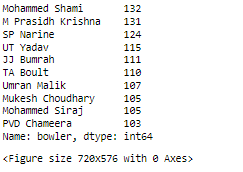 Mohammed Shami 132
M Prasidh Krishna 131
SP Narine 124
UT Yadav 115
JJ Bumrah 111
TA Boult 110
Umran Malik 107
Mukesh Choudhary 105
Mohammed Siraj 105
PVD Chameera 103
Name: bowler, dtype: int64
<Figure size 720x576 with 0 Axes>